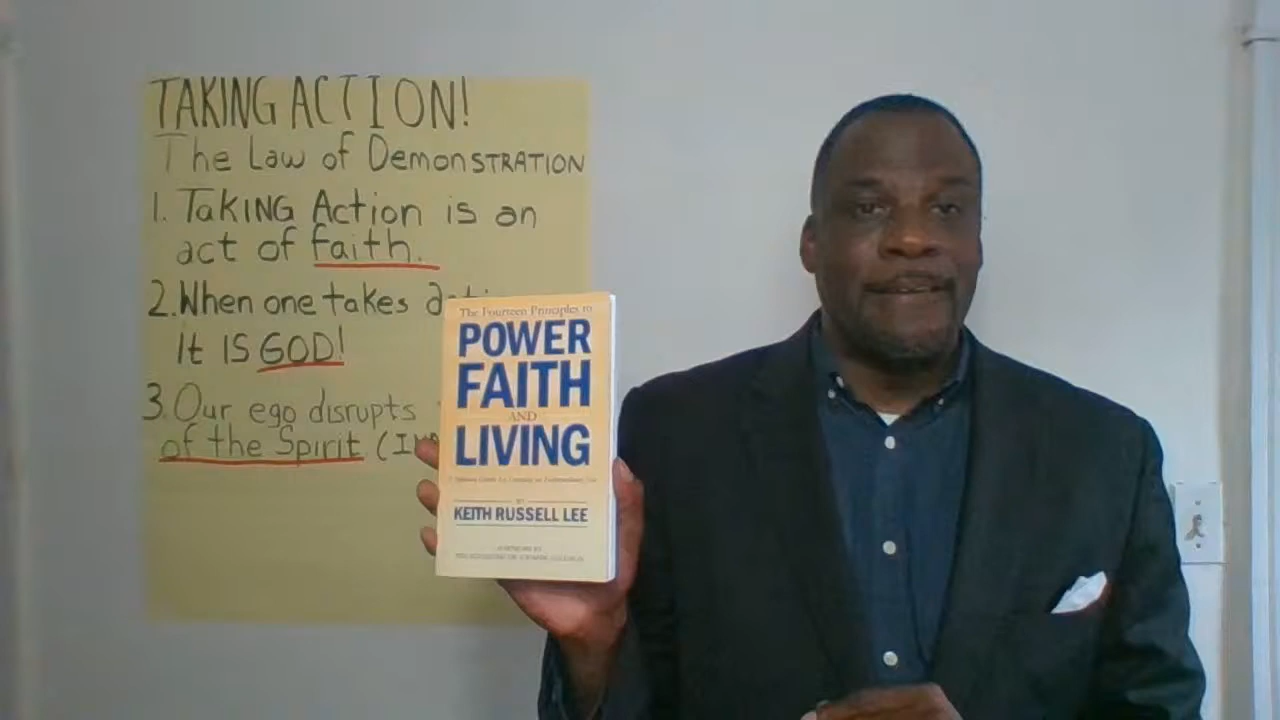 TAKING ACTION!
The Law of DemonSTRATION
1. TaKING Action is an
act of faith.
2. When one takes
It IS GOD!
3. Our ego disrupts
of the Spirit
The Fourteen Principles to
POWER
FAITH
AND
LIVING
BY
KEITH RUSSELL LEE
FOREWORD BY